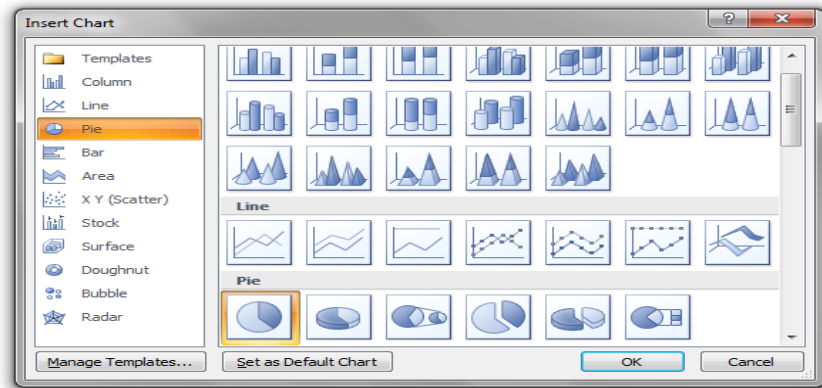 Insert Chart
Templates
Column
Line
Pie
Bar
Area
X Y (Scatter)
Stock
Surface
Doughnut
Bubble
Radar
Line
Pie
Manage Templates...
Set as Default Chart
OK
Cancel